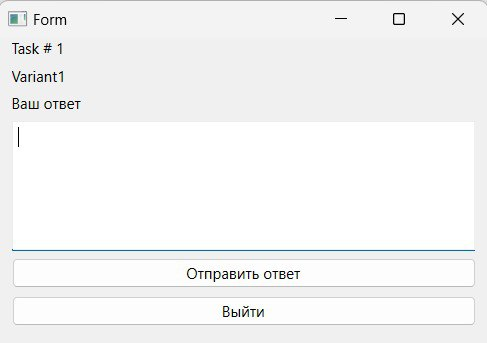 Form
Task # 1
Variant1
Ваш ответ
Отправить ответ
Выйти